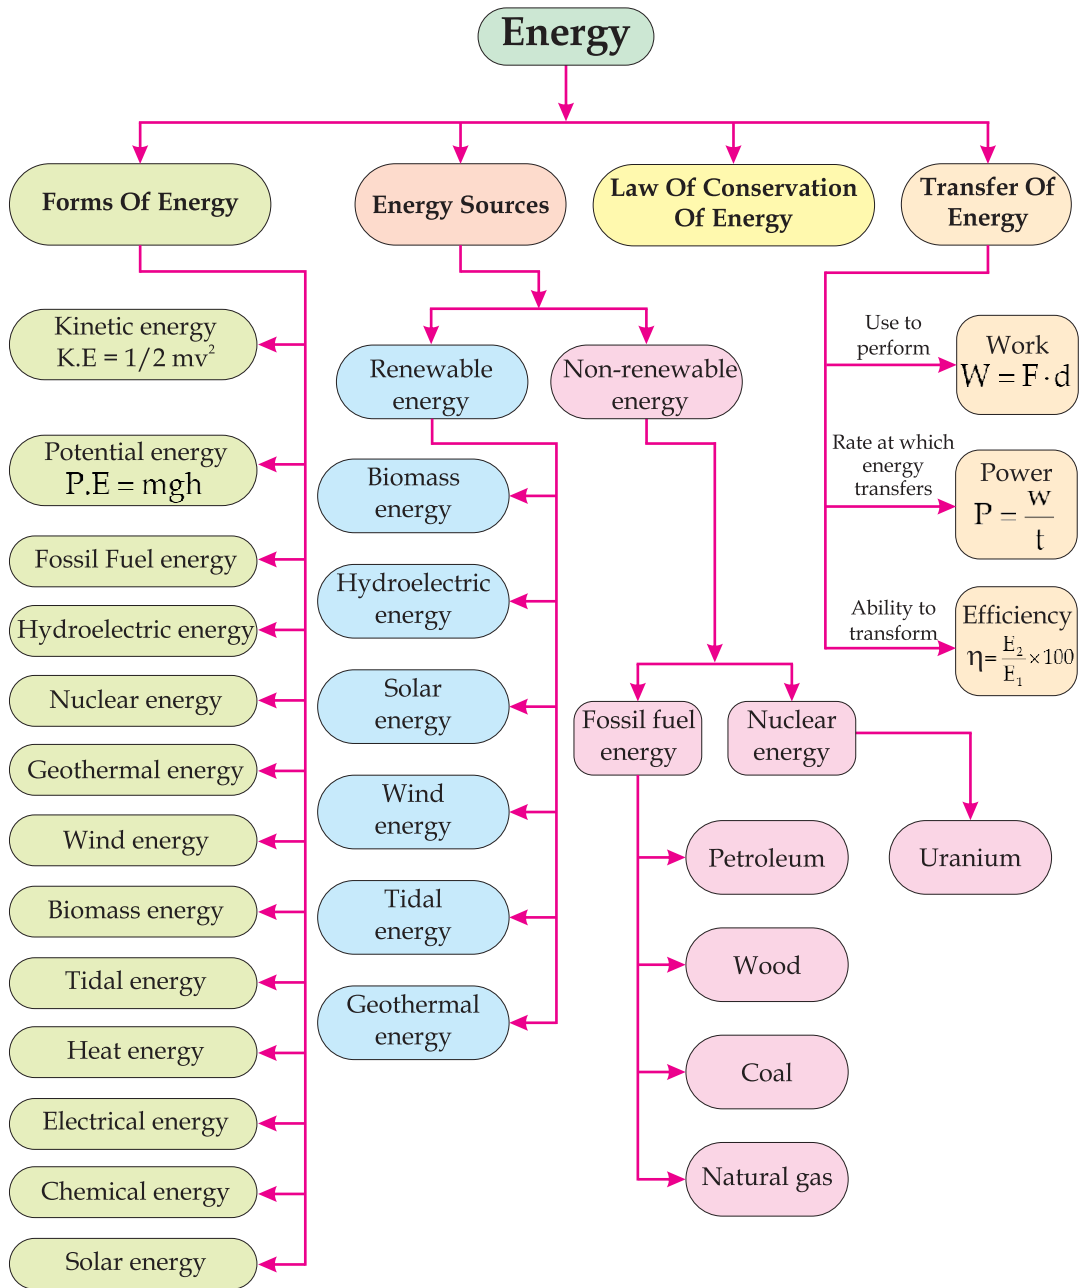 Energy
Forms Of Energy
Energy Sources
Law Of Conservation
Of Energy
Transfer Of
Energy
Kinetic energy
K.E = 1/2 mv²
Potential energy
P.E = mgh
Fossil Fuel energy
Hydroelectric energy
Nuclear energy
Geothermal energy
Wind energy
Biomass energy
Tidal energy
Heat energy
Electrical energy
Chemical energy
Solar energy
Renewable
energy
Non-renewable
energy
Biomass
energy
Hydroelectric
energy
Solar
energy
Wind
energy
Tidal
energy
Geothermal
energy
Fossil fuel
energy
Nuclear
energy
Petroleum
Wood
Coal
Natural gas
Uranium
Use to
perform
Work
W = F · d
Rate at which
energy
transfers
Power
P = w/t
Ability to
transform
Efficiency
η = E₂/E₁ × 100